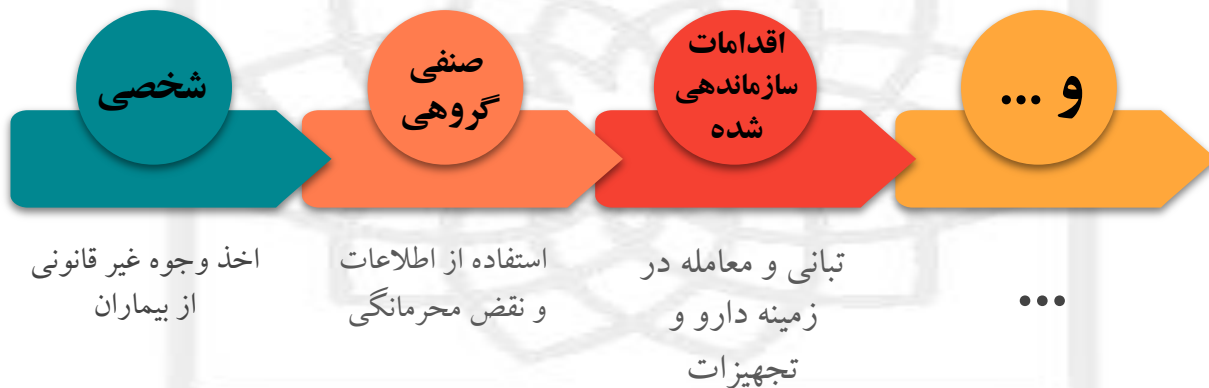 شخصی
صنفی
گروهی
اقدامات
سازماندهی
شده
و ...
اخذ وجوه غیر قانونی
از بیماران
استفاده از اطلاعات
و نقض محرمانگی
تبانی و معامله در
زمینه دارو و
تجهیزات
...